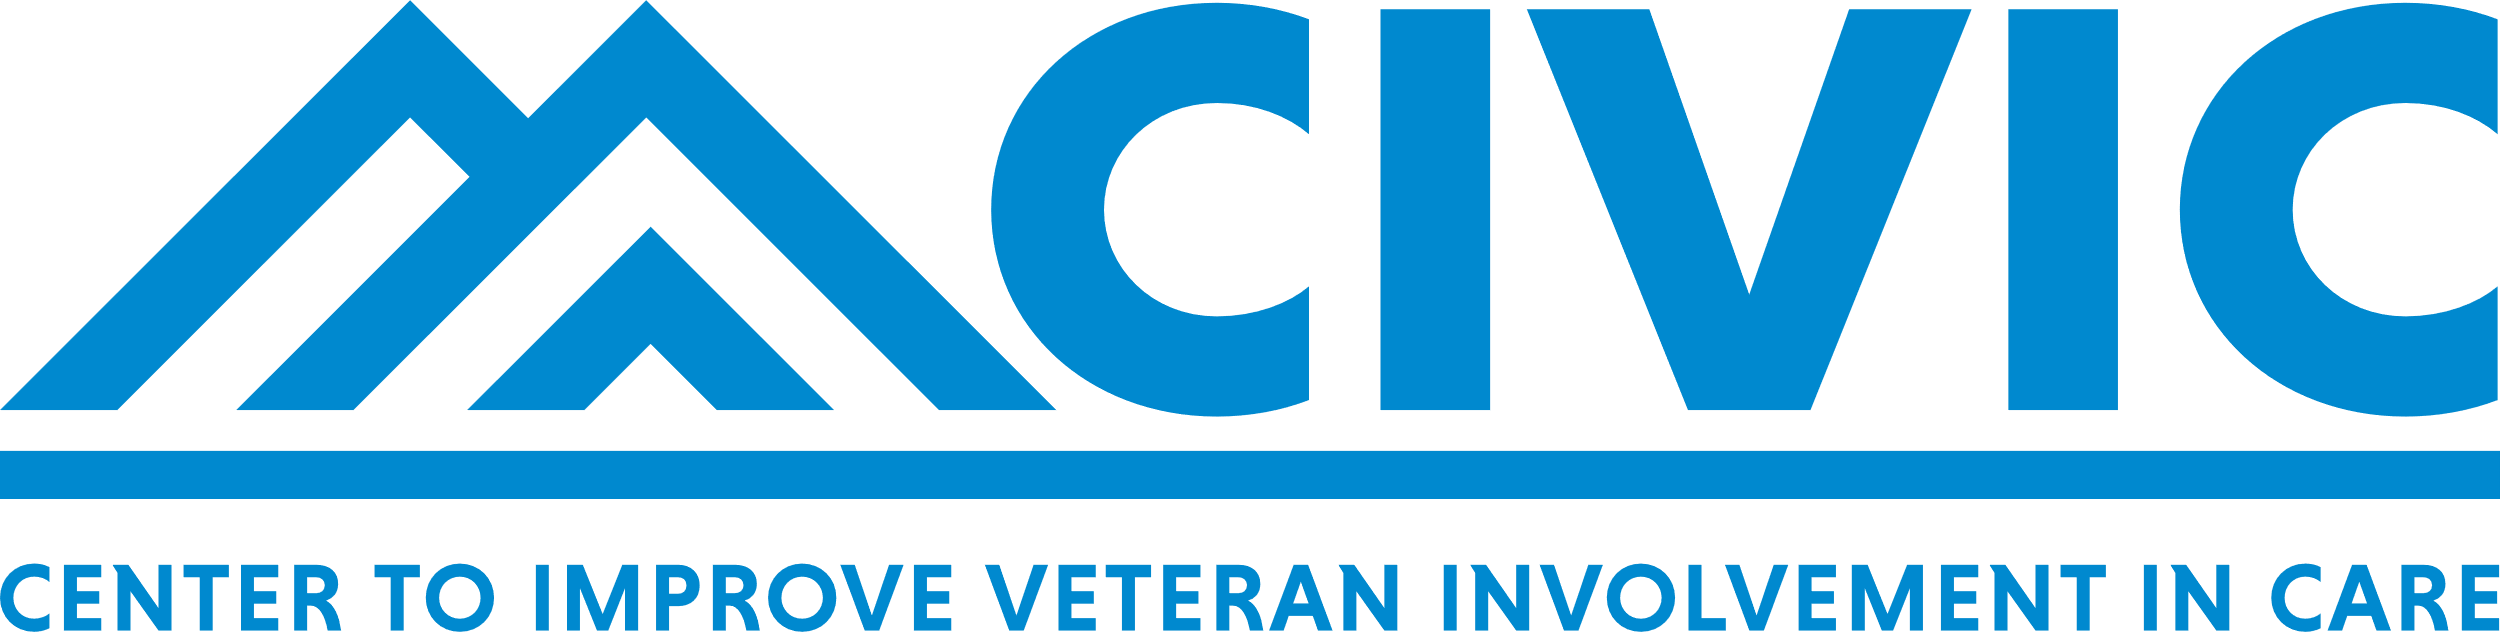 CIVIC
CENTER TO IMPROVE VETERAN INVOLVEMENT IN CARE